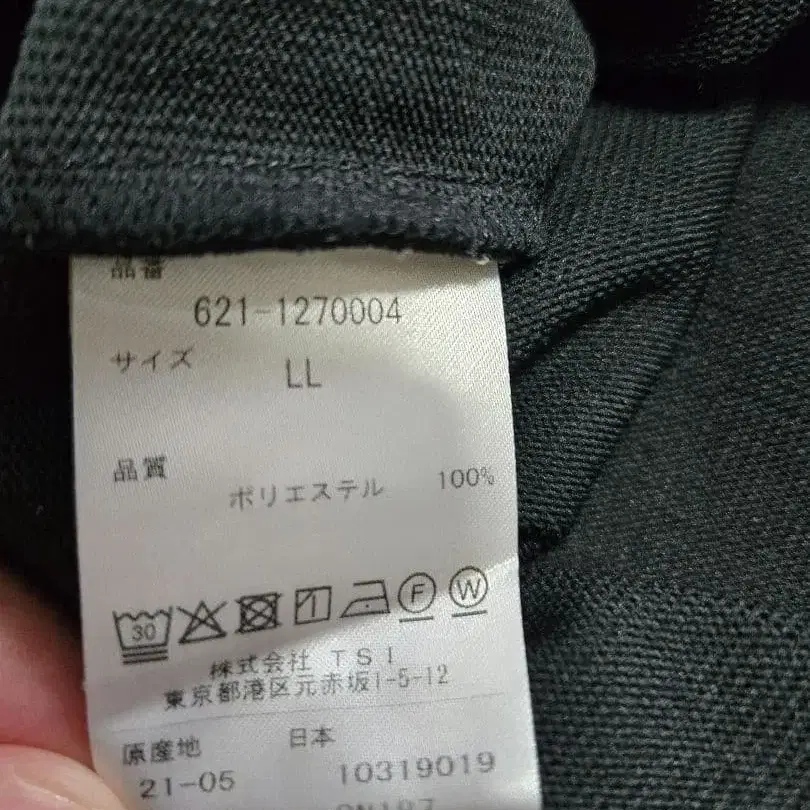 品番
621-1270004
サイズ
LL
品質
ポリエステル 100%
30
F W
株式会社 TSI
東京都港区元赤坂1-5-12
原産地 日本
21-05 10319019